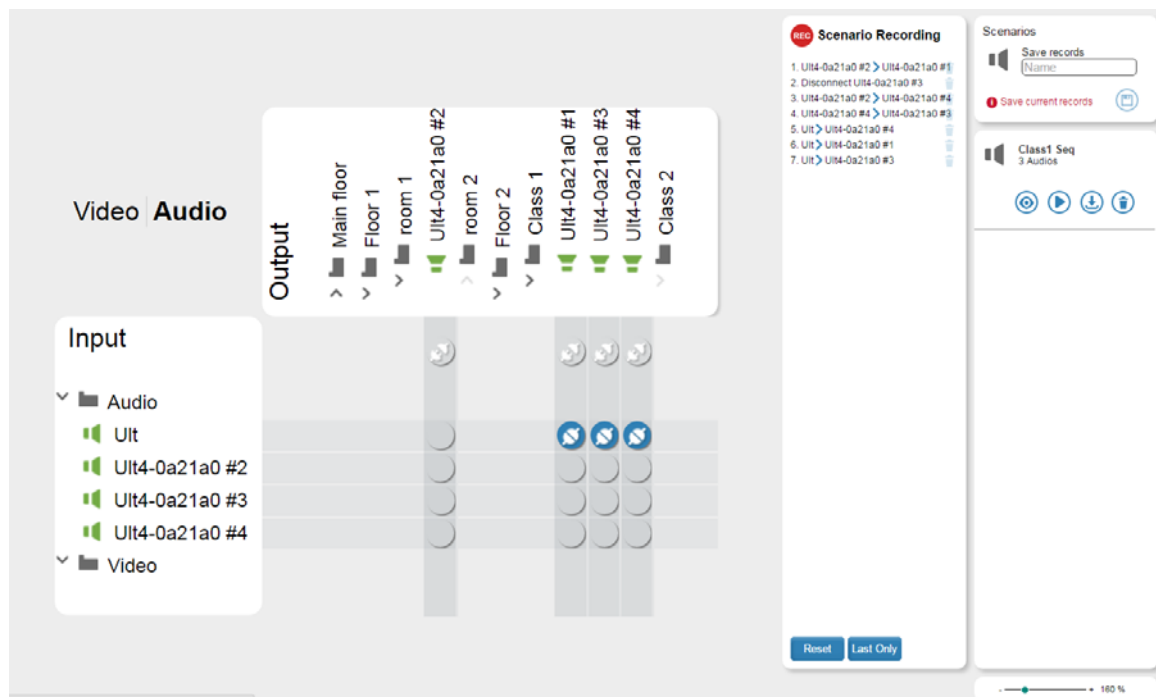 Video Audio
Output
Main floor
Floor 1
room 1
Ult4-0a21a0 #2
room 2
Floor 2
Class 1
Ult4-0a21a0 #1
Ult4-0a21a0 #3
Ult4-0a21a0 #4
Class 2
Input
Audio
Ult
Ult4-0a21a0 #2
Ult4-0a21a0 #3
Ult4-0a21a0 #4
Video
REC Scenario Recording
1. Ult4-0a21a0 #2 > Ult4-0a21a0 #1
2. Disconnect Ult4-0a21a0 #3
3. Ult4-0a21a0 #2 > Ult4-0a21a0 #4
4. Ult4-0a21a0 #4 > Ult4-0a21a0 #3
5. Ult > Ult4-0a21a0 #4
6. Ult > Ult4-0a21a0 #1
7. Ult > Ult4-0a21a0 #3
Reset Last Only
Scenarios
Save records
Name
Save current records
Class1 Seq
3 Audios
- + 160 %